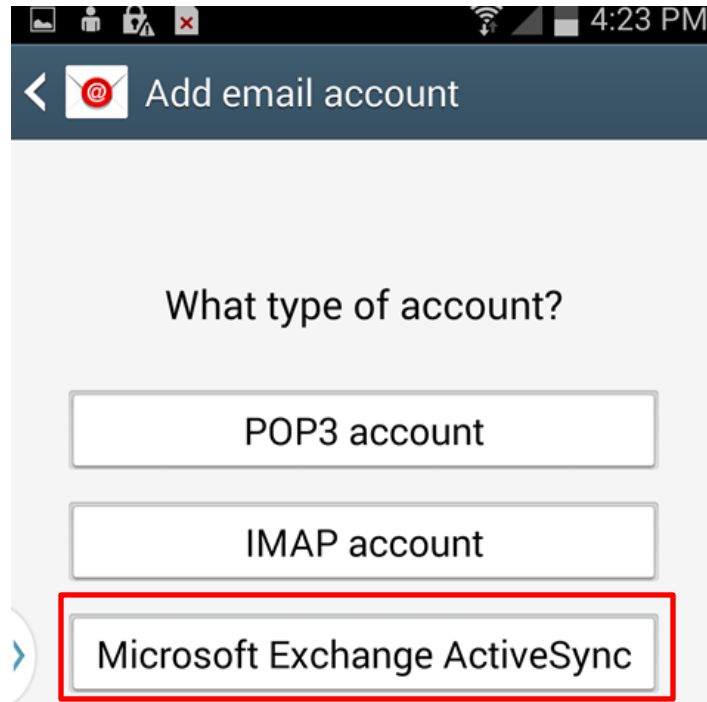 4:23 PM
@ Add email account
What type of account?
POP3 account
IMAP account
Microsoft Exchange ActiveSync